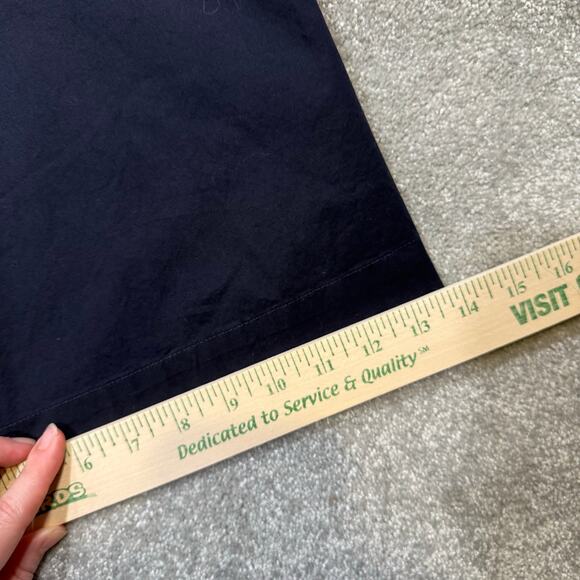 6 7 8 9 10 11 12 13 14 15 16
Dedicated to Service & Quality℠
VISIT